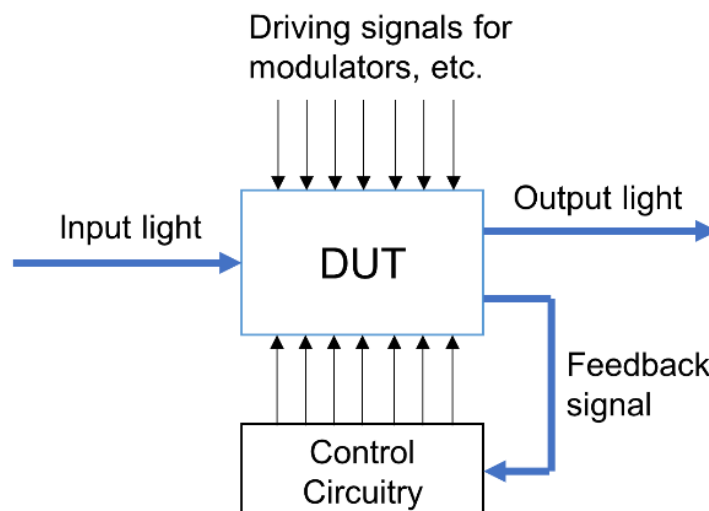 Driving signals for
modulators, etc.
Input light
Output light
DUT
Feedback
signal
Control
Circuitry